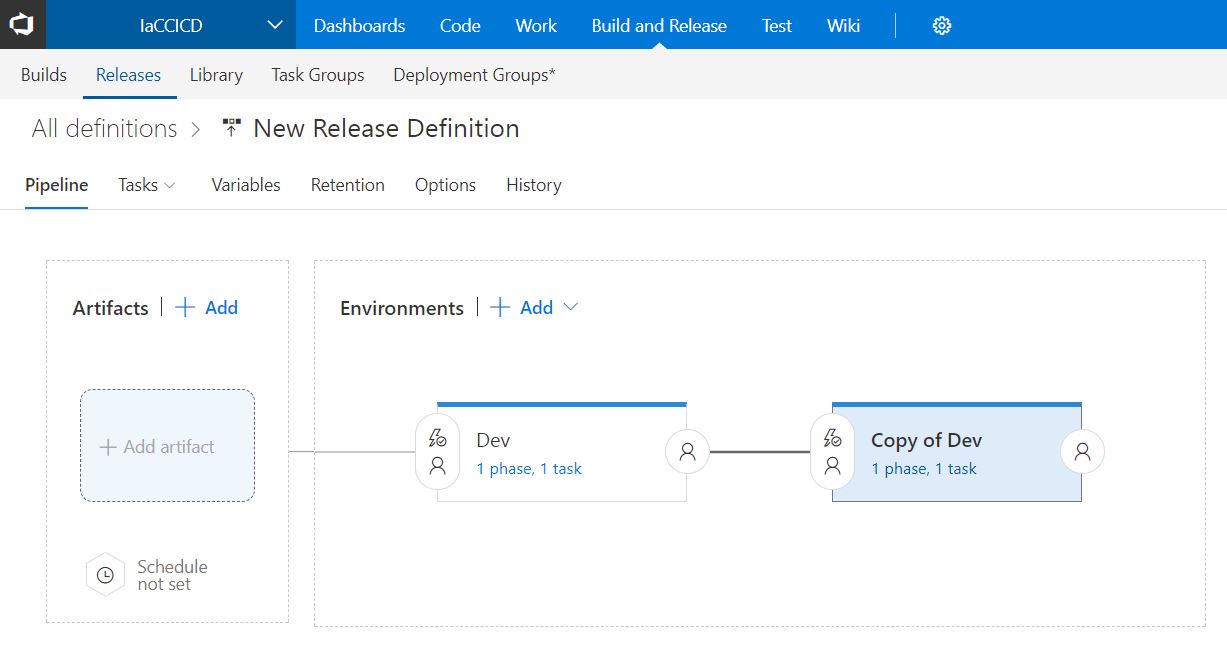 IaCCICD Dashboards Code Work Build and Release Test Wiki
Builds Releases Library Task Groups Deployment Groups*
All definitions > New Release Definition
Pipeline Tasks Variables Retention Options History
Artifacts | + Add
Environments | + Add
+ Add artifact
Schedule
not set
Dev
1 phase, 1 task
Copy of Dev
1 phase, 1 task